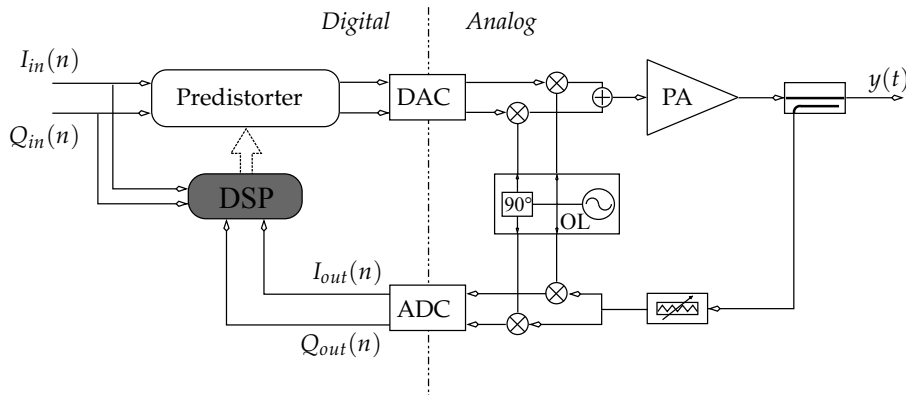 Digital Analog
I_in(n)
Q_in(n)
Predistorter
DAC
PA
y(t)
DSP
90°
OL
I_out(n)
ADC
Q_out(n)